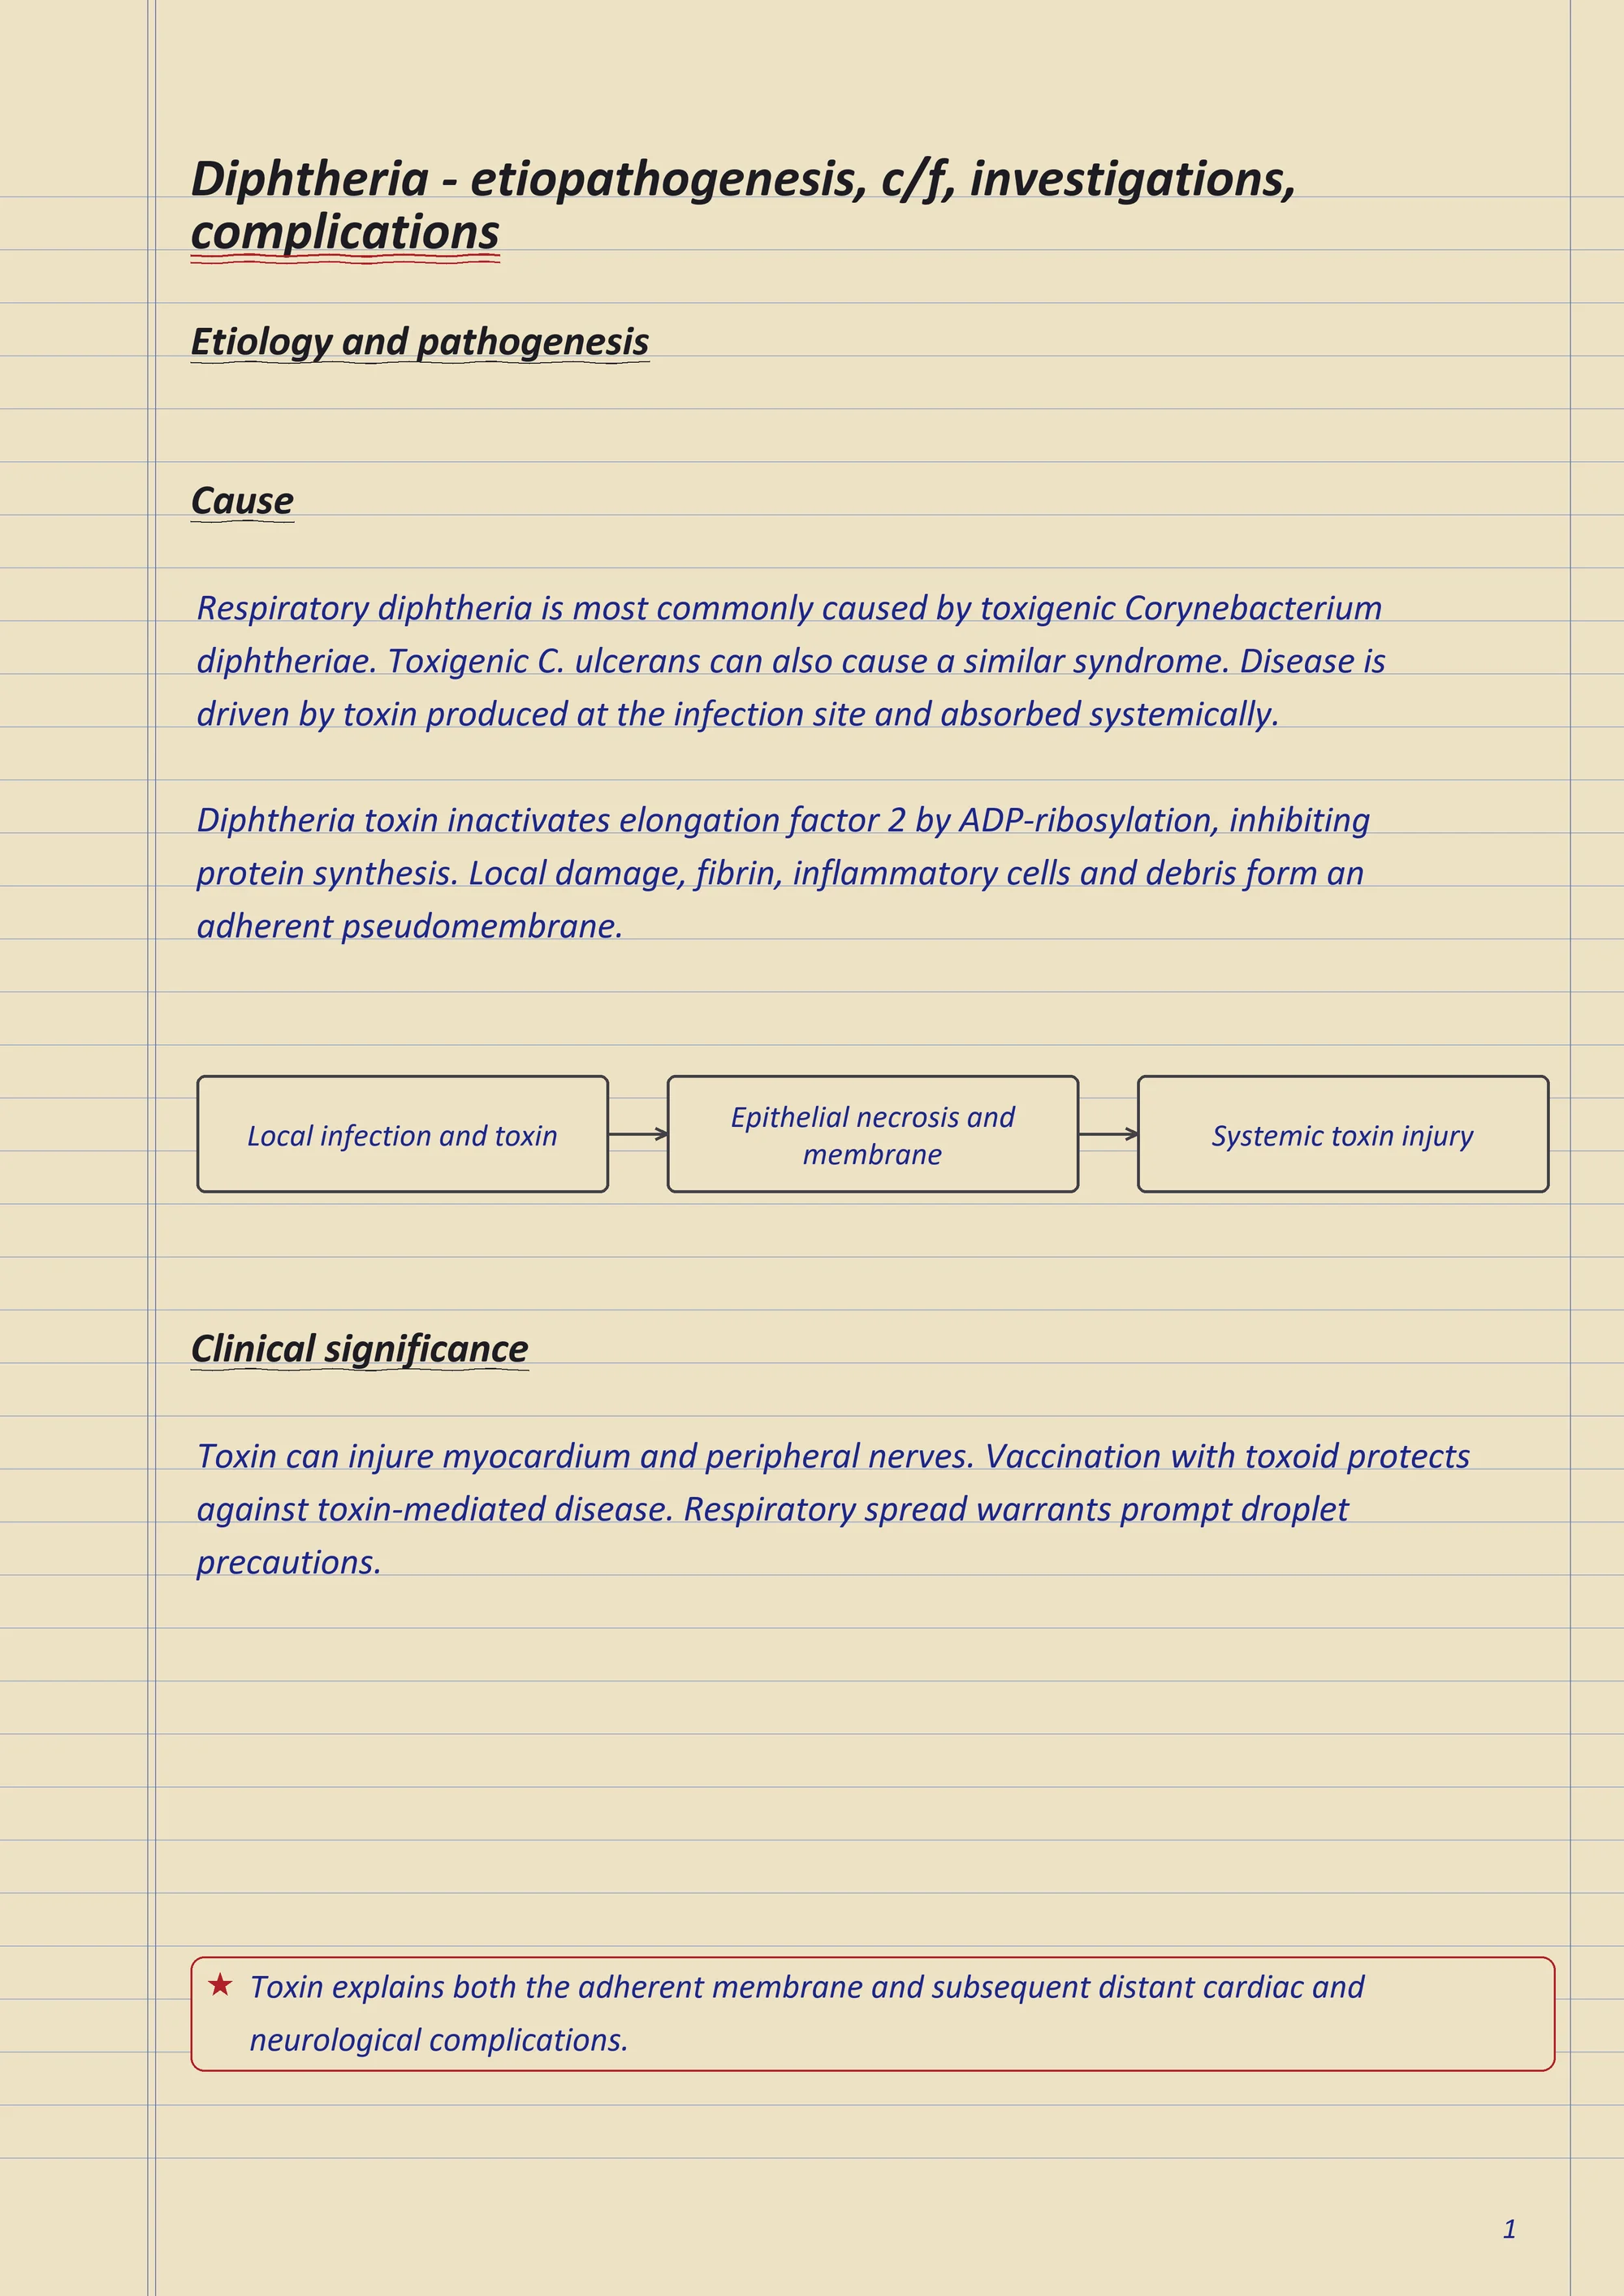 Diphtheria - etiopathogenesis, c/f, investigations,
complications
Etiology and pathogenesis
Cause
Respiratory diphtheria is most commonly caused by toxigenic Corynebacterium
diphtheriae. Toxigenic C. ulcerans can also cause a similar syndrome. Disease is
driven by toxin produced at the infection site and absorbed systemically.
Diphtheria toxin inactivates elongation factor 2 by ADP-ribosylation, inhibiting
protein synthesis. Local damage, fibrin, inflammatory cells and debris form an
adherent pseudomembrane.
Local infection and toxin
Epithelial necrosis and
membrane
Systemic toxin injury
Clinical significance
Toxin can injure myocardium and peripheral nerves. Vaccination with toxoid protects
against toxin-mediated disease. Respiratory spread warrants prompt droplet
precautions.
★ Toxin explains both the adherent membrane and subsequent distant cardiac and
neurological complications.
1